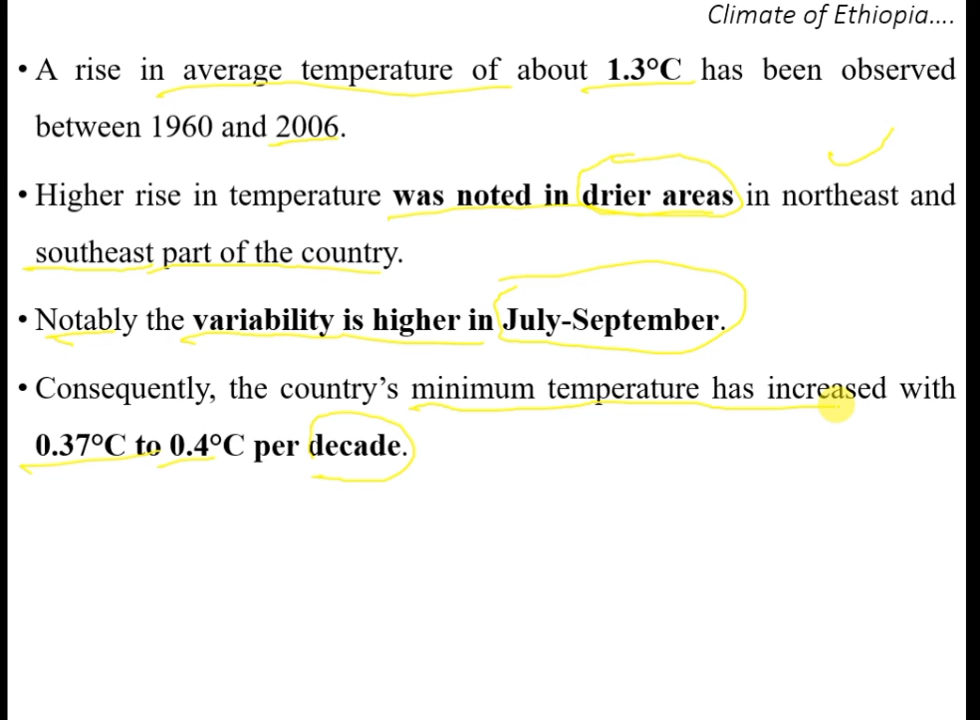 Climate of Ethiopia....
• A rise in average temperature of about 1.3°C has been observed
between 1960 and 2006.
• Higher rise in temperature was noted in drier areas in northeast and
southeast part of the country.
• Notably the variability is higher in July-September.
• Consequently, the country’s minimum temperature has increased with
0.37°C to 0.4°C per decade.